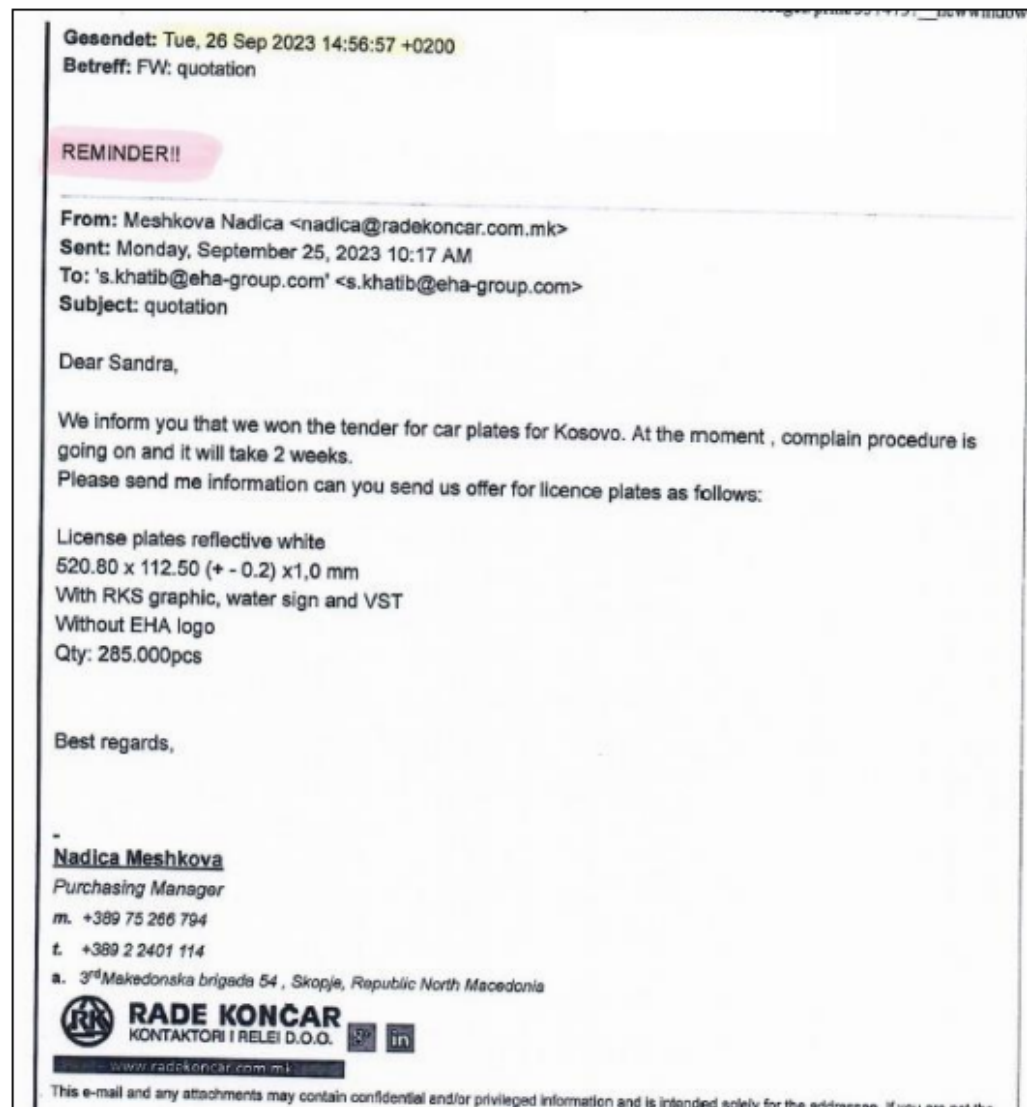 Gesendet: Tue, 26 Sep 2023 14:56:57 +0200
Betreff: FW: quotation
REMINDER!!
From: Meshkova Nadica <nadica@radekoncar.com.mk>
Sent: Monday, September 25, 2023 10:17 AM
To: 's.khatib@eha-group.com' <s.khatib@eha-group.com>
Subject: quotation
Dear Sandra,
We inform you that we won the tender for car plates for Kosovo. At the moment , complain procedure is
going on and it will take 2 weeks.
Please send me information can you send us offer for licence plates as follows:
License plates reflective white
520.80 x 112.50 (+ - 0.2) x1,0 mm
With RKS graphic, water sign and VST
Without EHA logo
Qty: 285.000pcs
Best regards,
-
Nadica Meshkova
Purchasing Manager
m. +389 75 266 794
t. +389 2 2401 114
a. 3rd Makedonska brigada 54 , Skopje, Republic North Macedonia
RK RADE KONČAR
KONTAKTORI I RELEI D.O.O. in
www.radekoncar.com.mk
This e-mail and any attachments may contain confidential and/or privileged information and is intended solely for the addressee. If you are not the